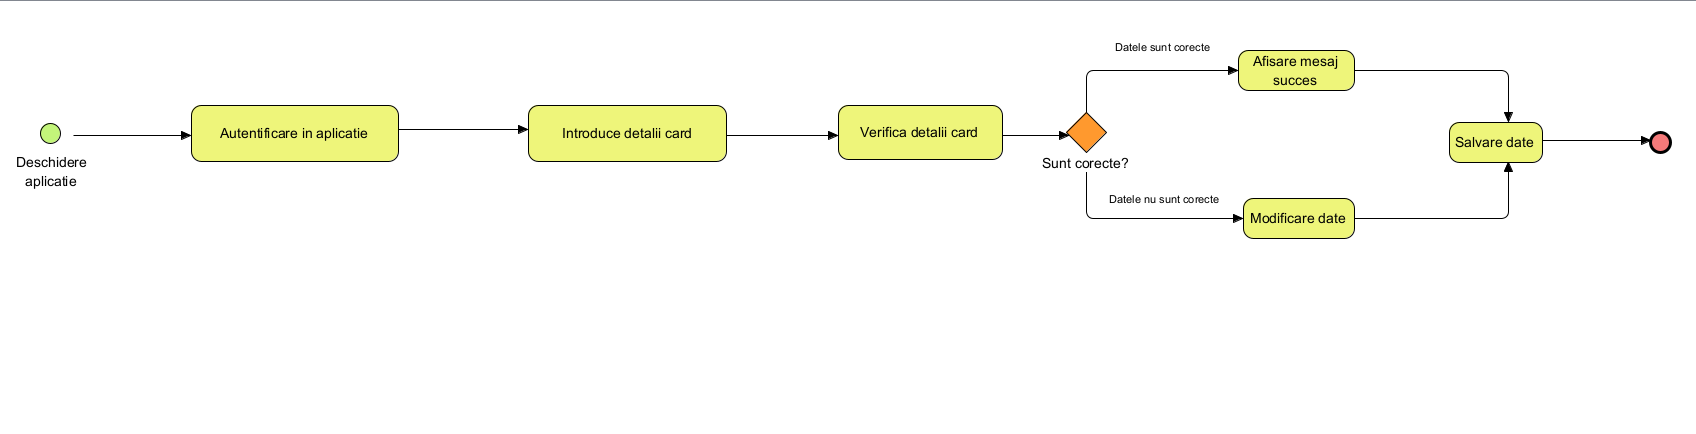 Deschidere
aplicatie
Autentificare in aplicatie
Introduce detalii card
Verifica detalii card
Sunt corecte?
Datele sunt corecte
Afisare mesaj
succes
Datele nu sunt corecte
Modificare date
Salvare date